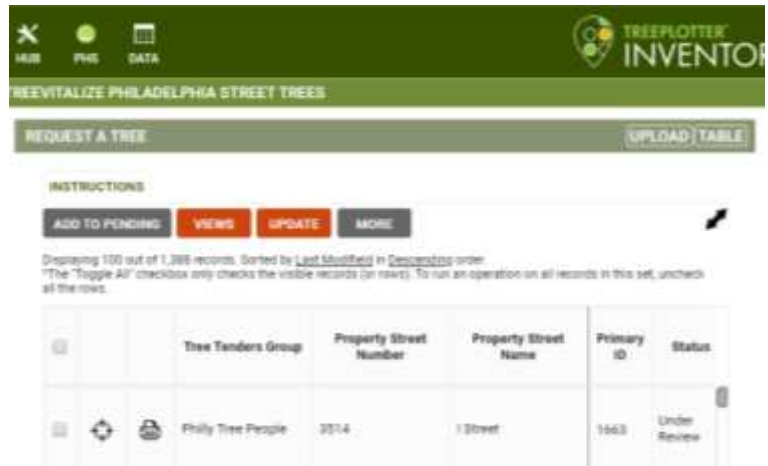 HUB PHS DATA
TREEPLOTTER™
INVENTOR
TREEVITALIZE PHILADELPHIA STREET TREES
REQUEST A TREE UPLOAD TABLE
INSTRUCTIONS
ADD TO PENDING VIEWS UPDATE MORE
Displaying 100 out of 1,388 records. Sorted by Last Modified in Descending order.
*The "Toggle All" checkbox only checks the visible records (or rows). To run an operation on all records in this set, uncheck
all the rows.
Tree Tenders Group Property Street Number Property Street Name Primary ID Status
Philly Tree People 3514 I Street 1663 Under Review